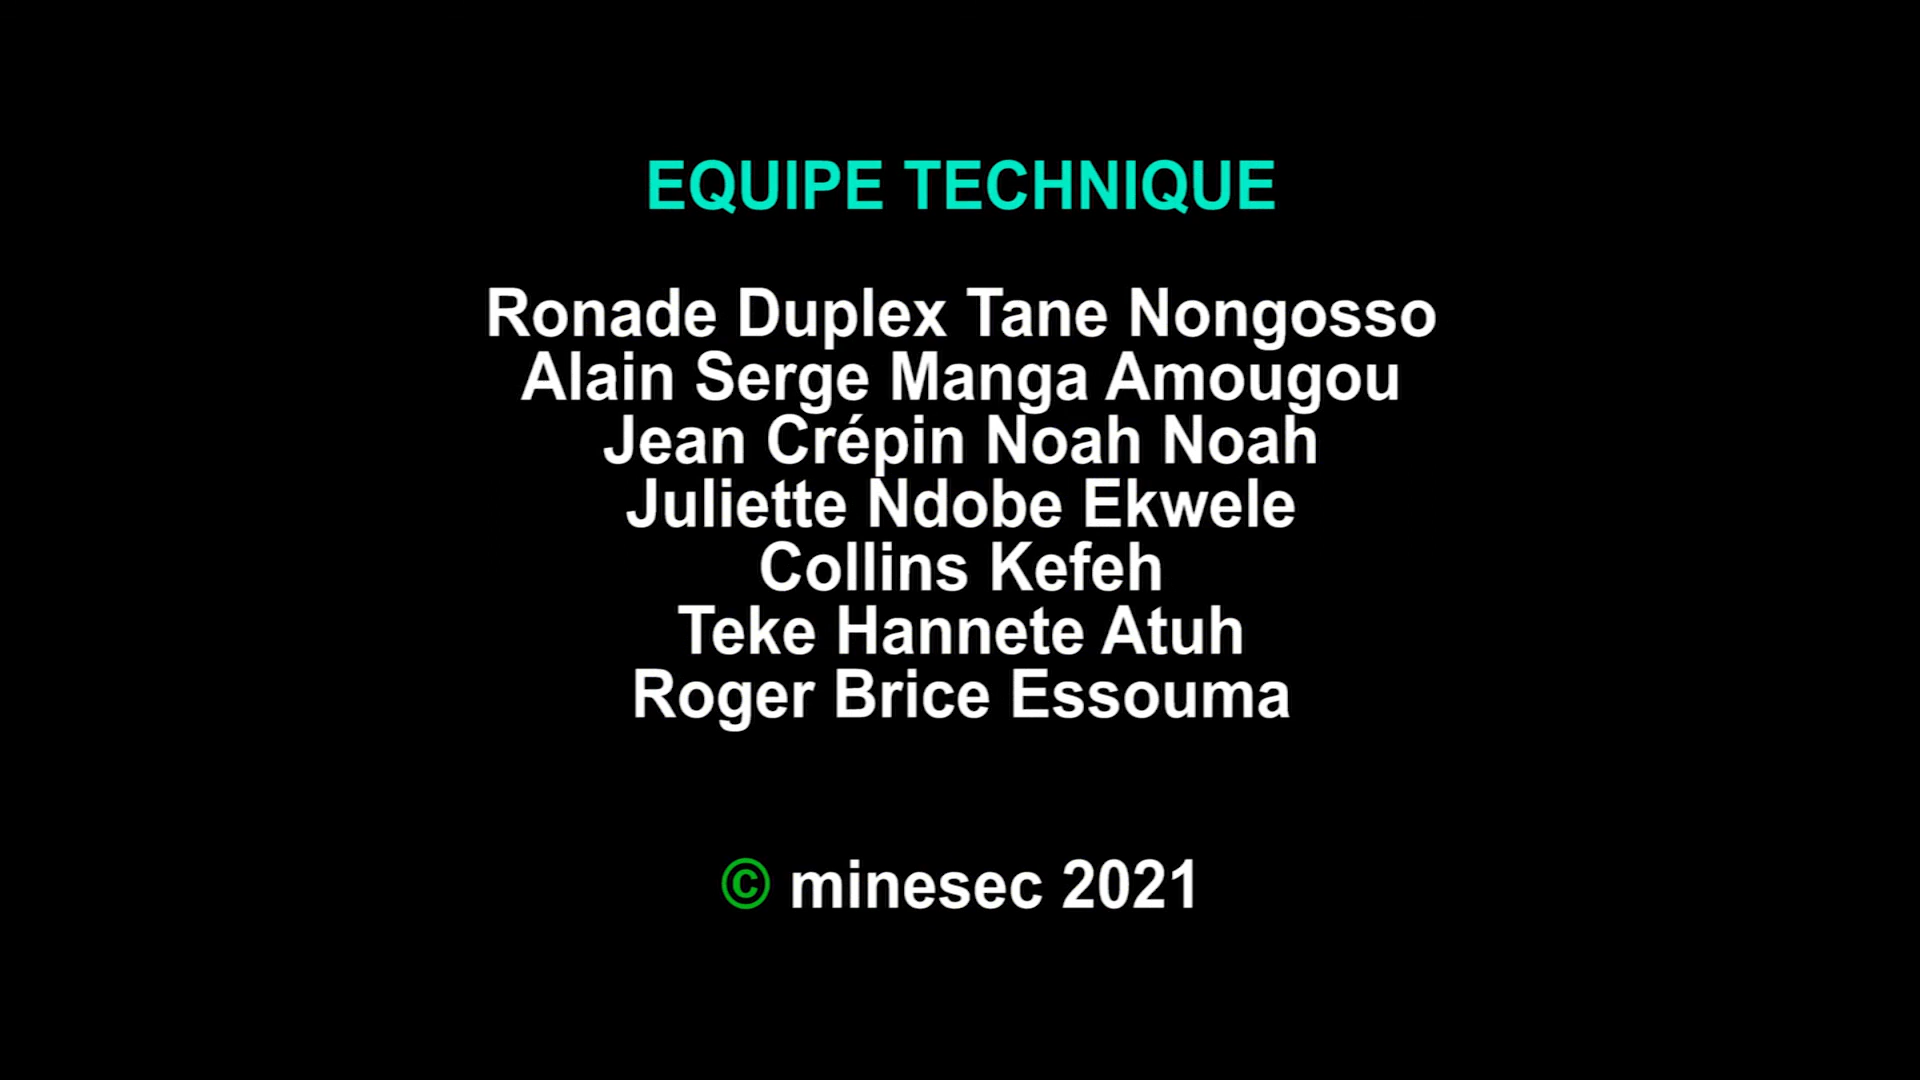 EQUIPE TECHNIQUE
Ronade Duplex Tane Nongosso
Alain Serge Manga Amougou
Jean Crépin Noah Noah
Juliette Ndobe Ekwele
Collins Kefeh
Teke Hannete Atuh
Roger Brice Essouma
© minesec 2021